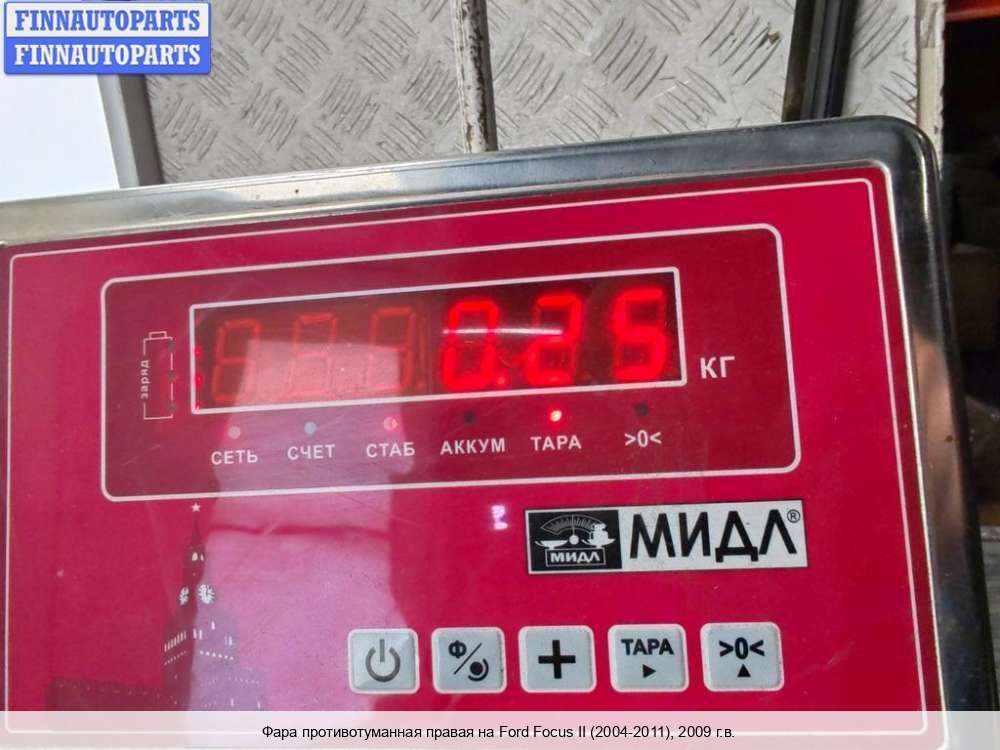 FINNAUTOPARTS
FINNAUTOPARTS
0.25
КГ
заряд
СЕТЬ СЧЕТ СТАБ АККУМ ТАРА >0<
МИДЛ МИДЛ®
Ф/ ТАРА >0<
Фара противотуманная правая на Ford Focus II (2004-2011), 2009 г.в.